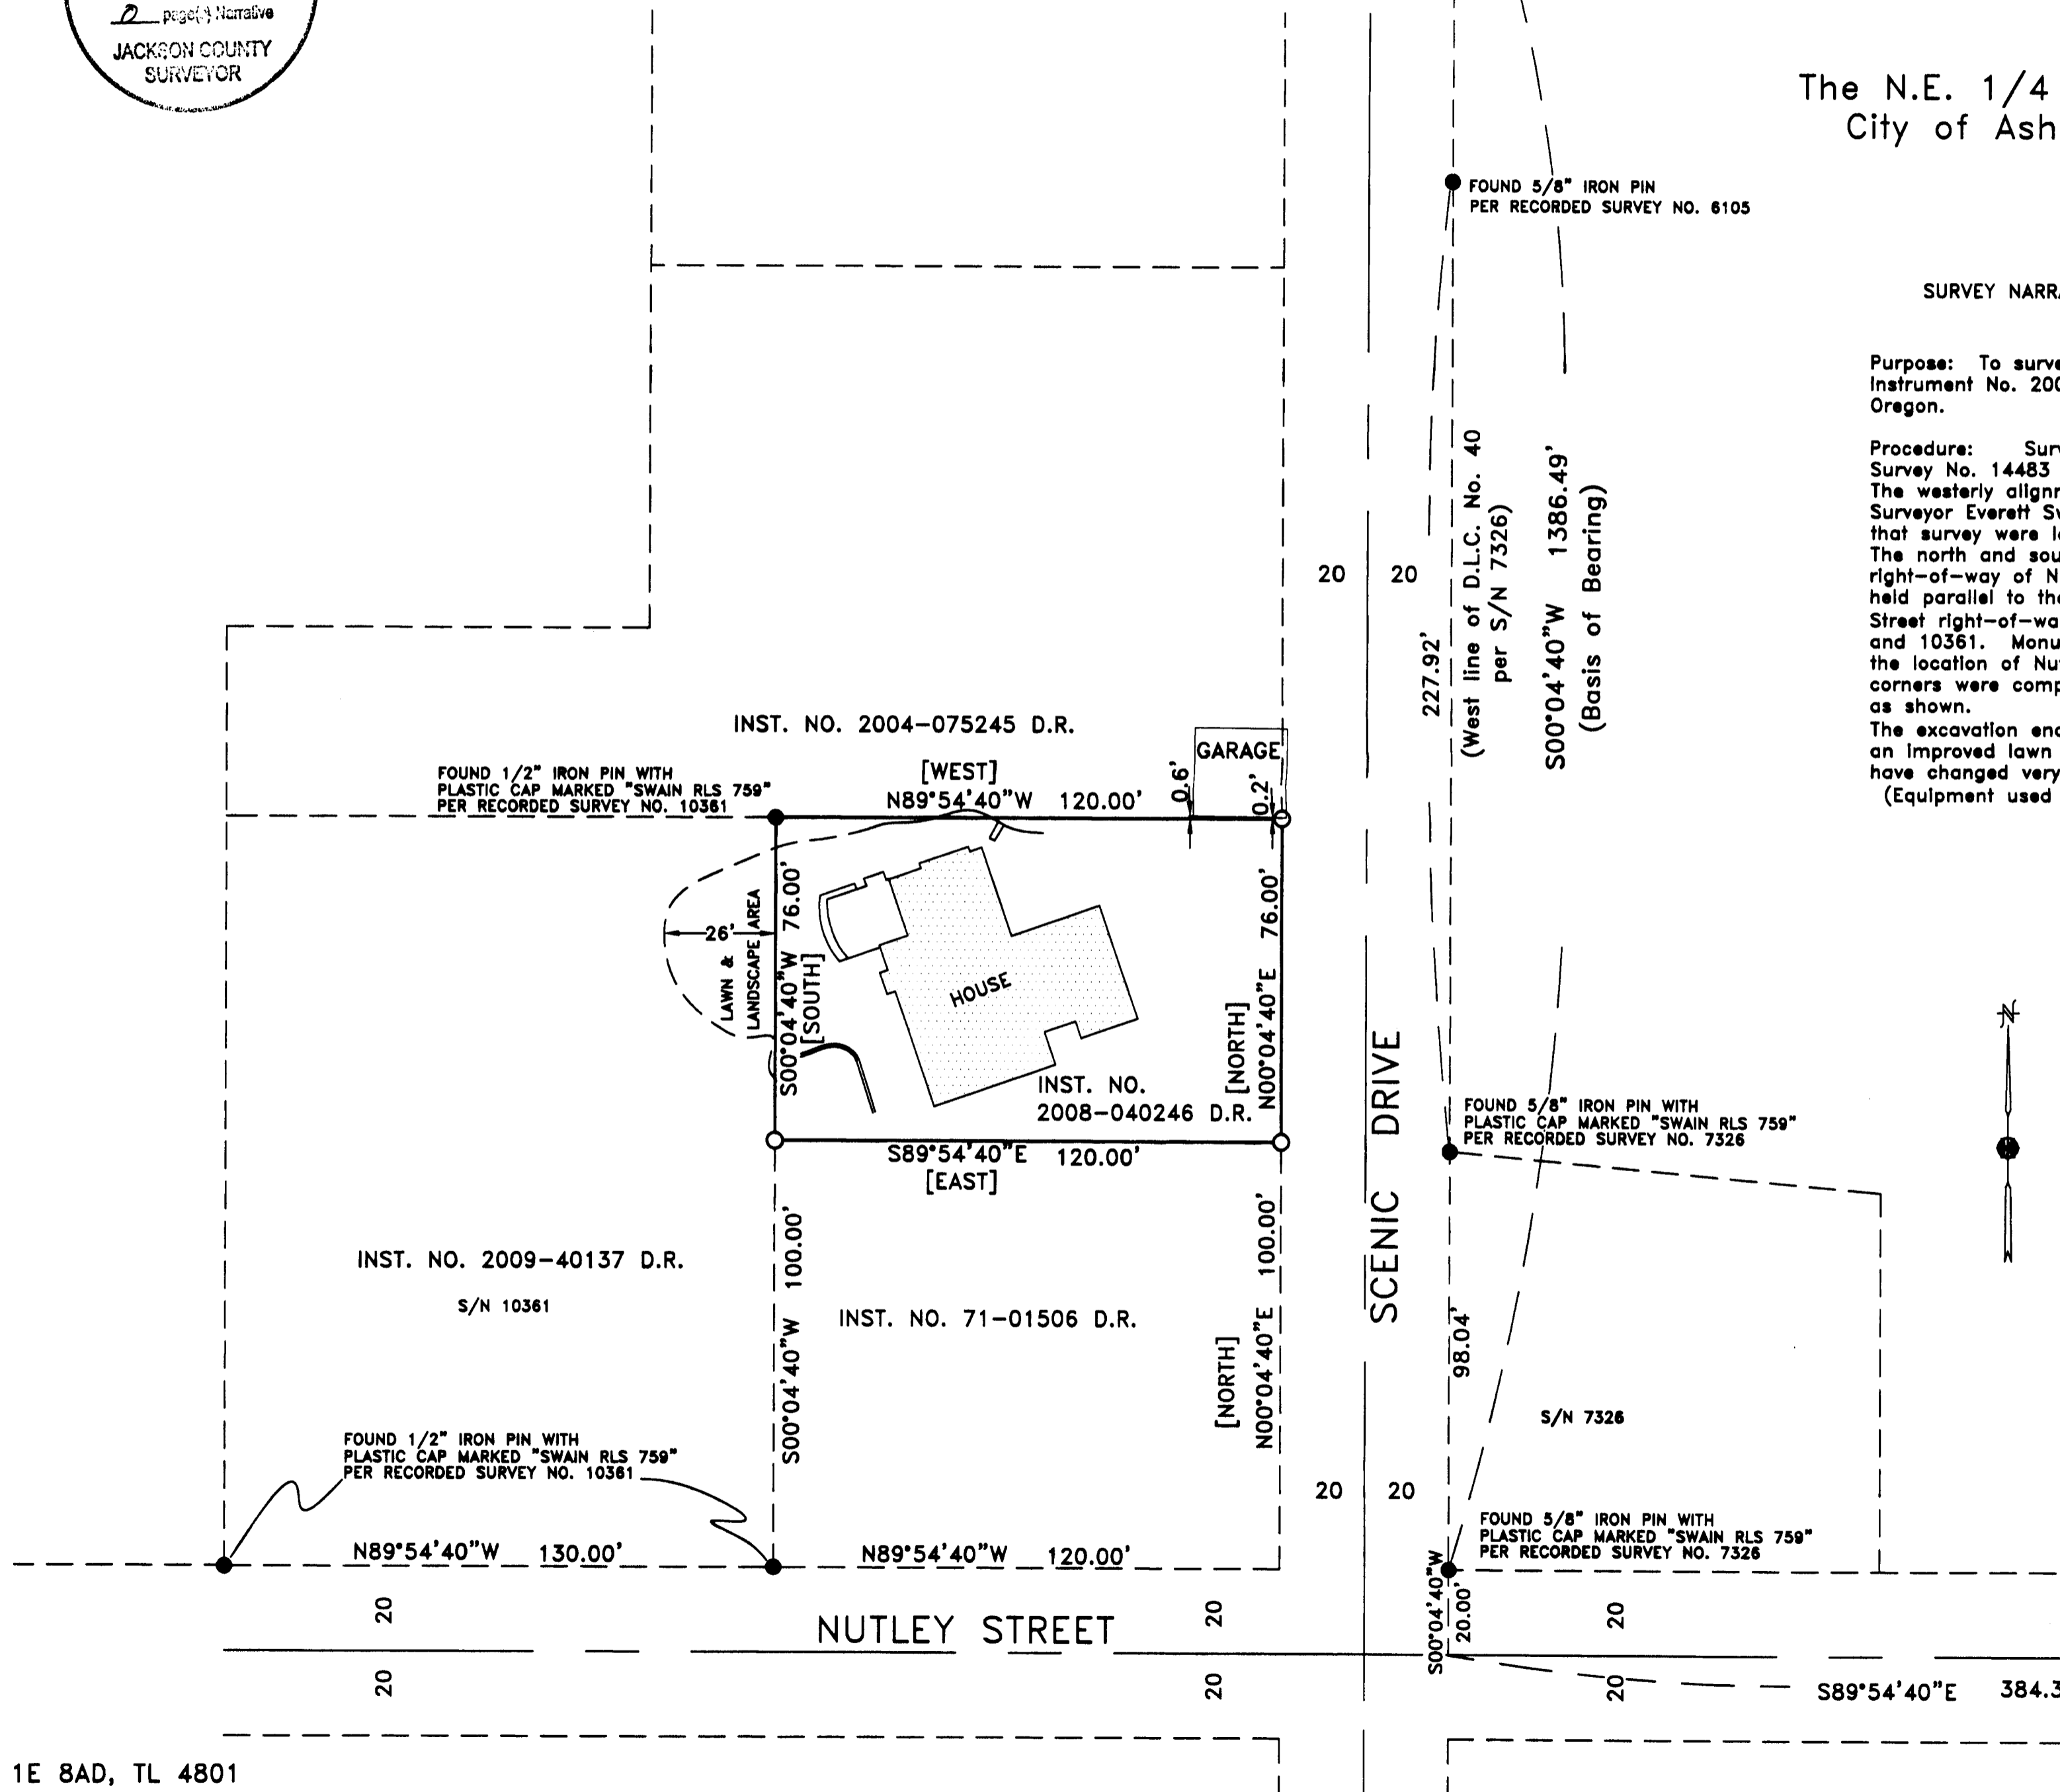 page(s) Narrative
JACKSON COUNTY
SURVEYOR
The N.E. 1/4
City of Ash
FOUND 5/8" IRON PIN
PER RECORDED SURVEY NO. 6105
SURVEY NARRA
Purpose: To surve
Instrument No. 200
Oregon.
Procedure: Surv
Survey No. 14483
The westerly alignm
Surveyor Everett Sw
that survey were lo
The north and sou
right-of-way of N
held parallel to the
Street right-of-wa
and 10361. Monu
the location of Nut
corners were comp
as shown.
The excavation enc
an improved lawn
have changed very
(Equipment used
20
20
227.92'
(West line of D.L.C. No. 40
per S/N 7326)
S00°04'40"W 1386.49'
(Basis of Bearing)
INST. NO. 2004-075245 D.R.
GARAGE
FOUND 1/2" IRON PIN WITH
PLASTIC CAP MARKED "SWAIN RLS 759"
PER RECORDED SURVEY NO. 10361
[WEST]
N89°54'40"W 120.00'
0.6'
0.2'
26'
LAWN &
LANDSCAPE AREA
S00°04'40"W 76.00'
[SOUTH]
HOUSE
[NORTH]
N00°04'40"E 76.00'
INST. NO.
2008-040246 D.R.
S89°54'40"E 120.00'
[EAST]
SCENIC DRIVE
FOUND 5/8" IRON PIN WITH
PLASTIC CAP MARKED "SWAIN RLS 759"
PER RECORDED SURVEY NO. 7326
N
INST. NO. 2009-40137 D.R.
S/N 10361
S00°04'40"W 100.00'
INST. NO. 71-01506 D.R.
[NORTH]
N00°04'40"E 100.00'
98.04'
S/N 7326
FOUND 1/2" IRON PIN WITH
PLASTIC CAP MARKED "SWAIN RLS 759"
PER RECORDED SURVEY NO. 10361
20
20
FOUND 5/8" IRON PIN WITH
PLASTIC CAP MARKED "SWAIN RLS 759"
PER RECORDED SURVEY NO. 7326
N89°54'40"W 130.00'
N89°54'40"W 120.00'
S00°04'40"W
20.00'
20
20
20
NUTLEY STREET
20
20
20
S89°54'40"E 384.3
1E 8AD, TL 4801